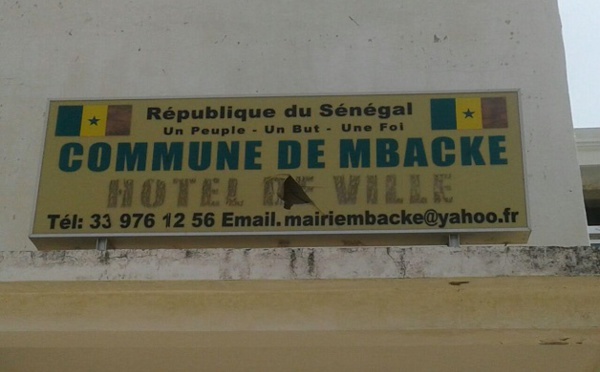 République du Sénégal
Un Peuple - Un But - Une Foi
COMMUNE DE MBACKE
HOTEL DE VILLE
Tél: 33 976 12 56 Email.mairiembacke@yahoo.fr